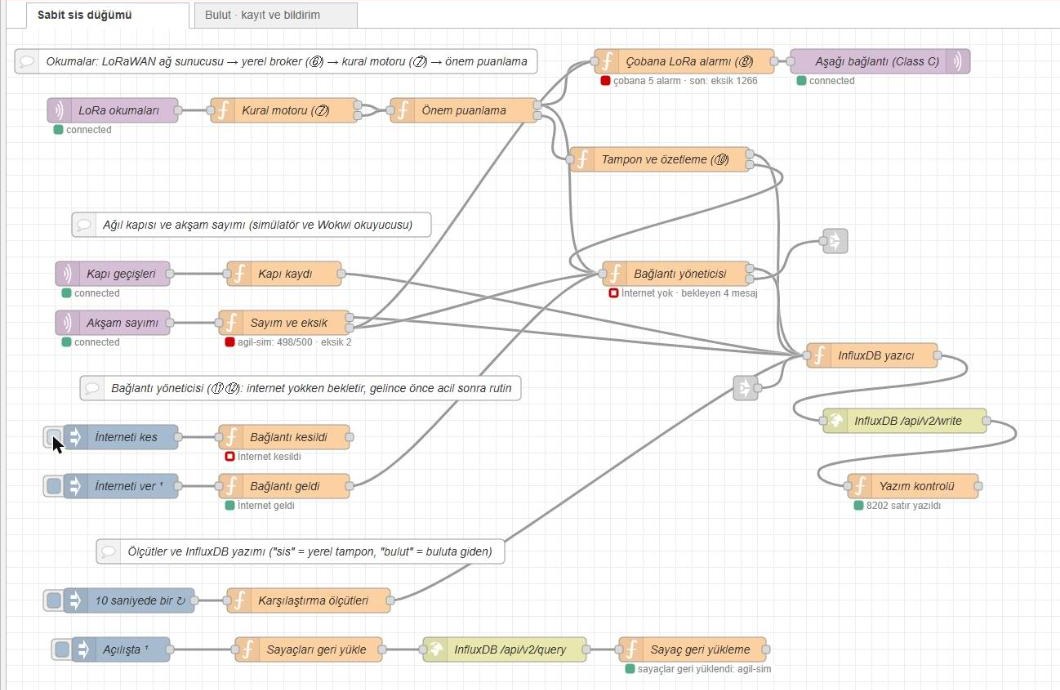 Sabit sis düğümü
Bulut · kayıt ve bildirim
Okumalar: LoRaWAN ağ sunucusu → yerel broker (⑥) → kural motoru (⑦) → önem puanlama
Çobana LoRa alarmı (⑧)
çobana 5 alarm · son: eksik 1266
Aşağı bağlantı (Class C)
connected
LoRa okumaları
connected
Kural motoru (⑦)
Önem puanlama
Tampon ve özetleme (⑩)
Ağıl kapısı ve akşam sayımı (simülatör ve Wokwi okuyucusu)
Kapı geçişleri
connected
Kapı kaydı
Bağlantı yöneticisi
İnternet yok · bekleyen 4 mesaj
Akşam sayımı
connected
Sayım ve eksik
agil-sim: 498/500 · eksik 2
InfluxDB yazıcı
Bağlantı yöneticisi (⑪⑫): internet yokken bekletir, gelince önce acil sonra rutin
InfluxDB /api/v2/write
İnterneti kes
Bağlantı kesildi
İnternet kesildi
İnterneti ver ¹
Bağlantı geldi
İnternet geldi
Yazım kontrolü
8202 satır yazıldı
Ölçütler ve InfluxDB yazımı ("sis" = yerel tampon, "bulut" = buluta giden)
10 saniyede bir ↻
Karşılaştırma ölçütleri
Açılışta ¹
Sayaçları geri yükle
InfluxDB /api/v2/query
Sayaç geri yükleme
sayaçlar geri yüklendi: agil-sim